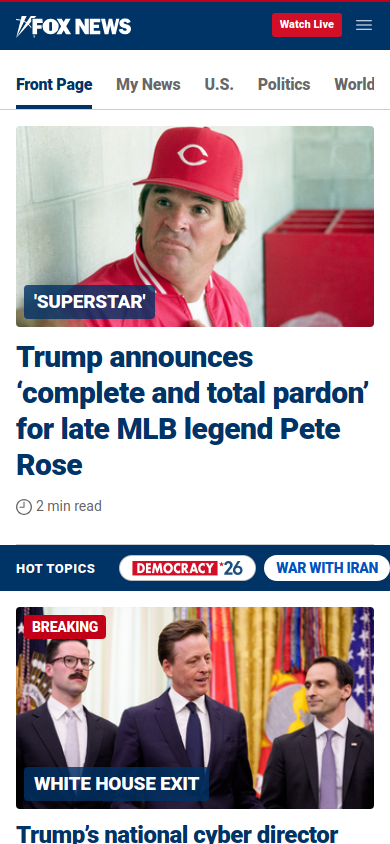 FOX NEWS
Watch Live
Front Page My News U.S. Politics World
C
'SUPERSTAR'
Trump announces
‘complete and total pardon’
for late MLB legend Pete
Rose
2 min read
HOT TOPICS DEMOCRACY '26 WAR WITH IRAN
BREAKING
WHITE HOUSE EXIT
Trump’s national cyber director